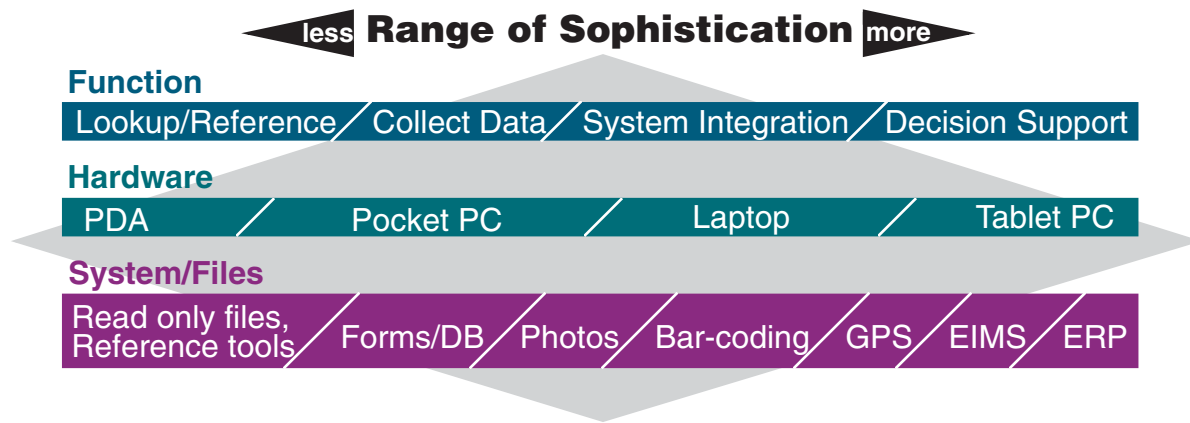 less Range of Sophistication more
Function
Lookup/Reference Collect Data System Integration Decision Support
Hardware
PDA Pocket PC Laptop Tablet PC
System/Files
Read only files,
Reference tools Forms/DB Photos Bar-coding GPS EIMS ERP